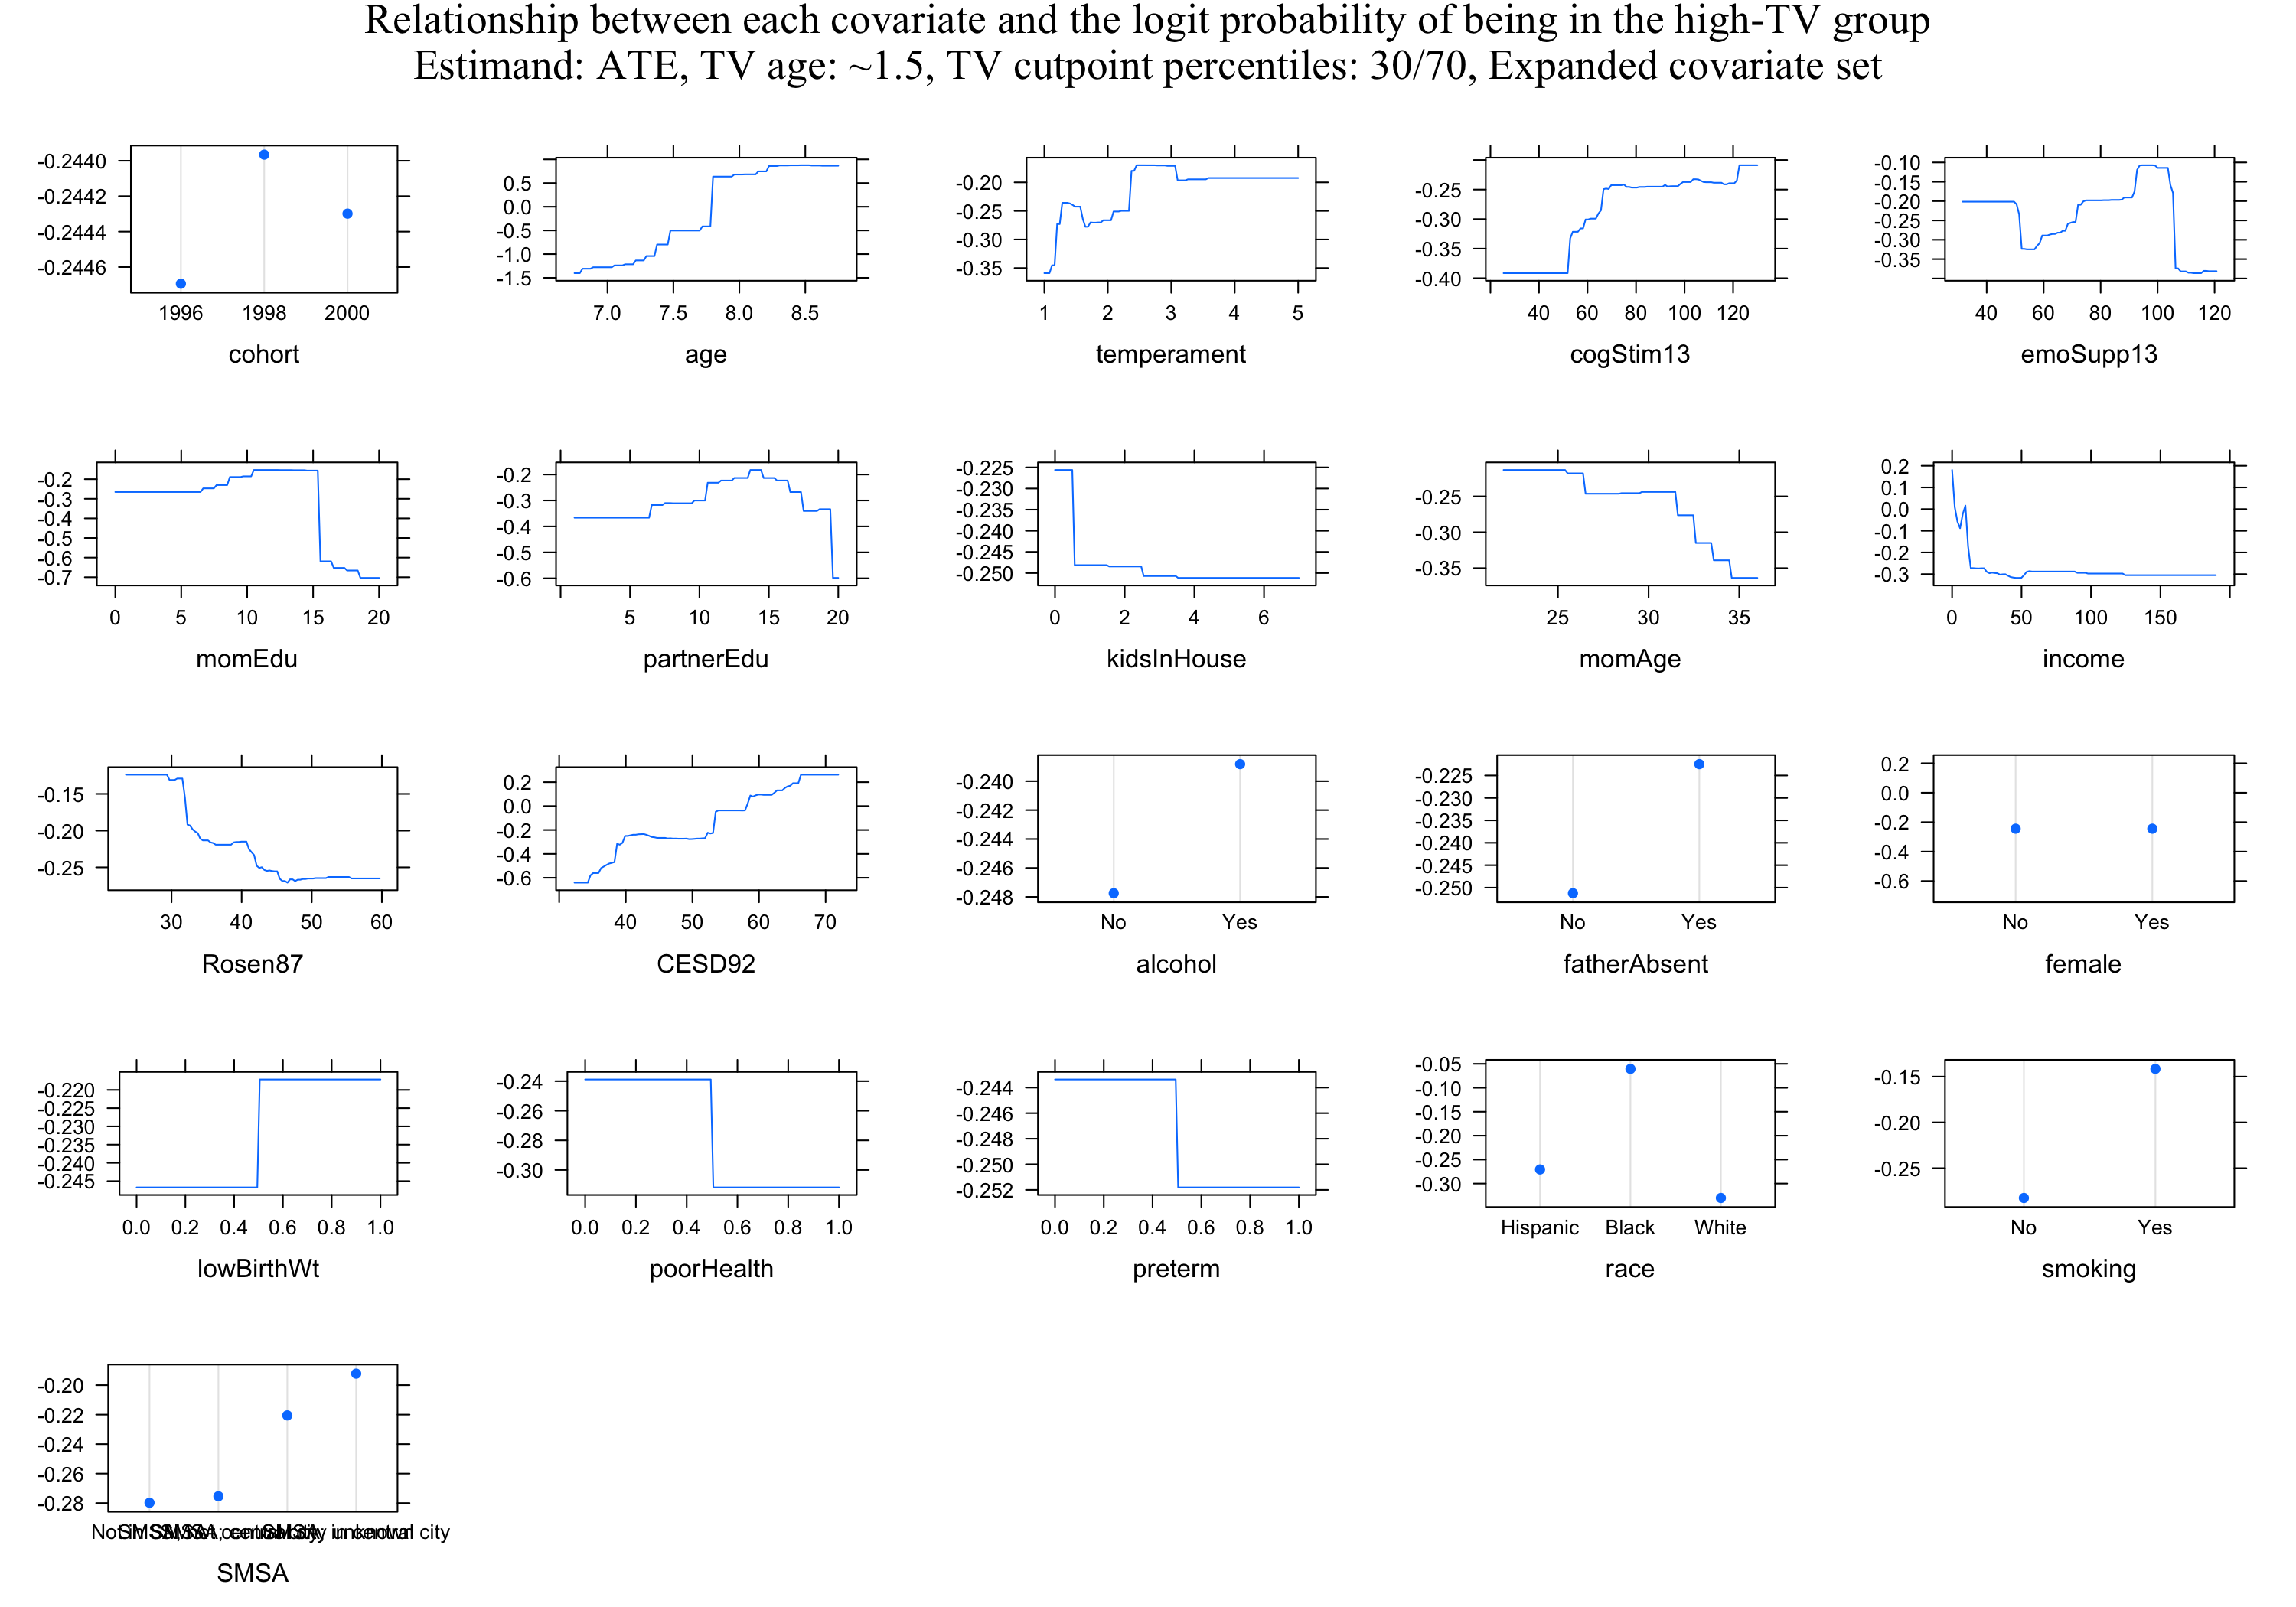 Relationship between each covariate and the logit probability of being in the high-TV group
Estimand: ATE, TV age: ~1.5, TV cutpoint percentiles: 30/70, Expanded covariate set
-0.2440
-0.2442
-0.2444
-0.2446
1996 1998 2000
cohort
0.5
0.0
-0.5
-1.0
-1.5
7.0 7.5 8.0 8.5
age
-0.20
-0.25
-0.30
-0.35
1 2 3 4 5
temperament
-0.25
-0.30
-0.35
-0.40
40 60 80 100 120
cogStim13
-0.10
-0.15
-0.20
-0.25
-0.30
-0.35
40 60 80 100 120
emoSupp13
-0.2
-0.3
-0.4
-0.5
-0.6
-0.7
0 5 10 15 20
momEdu
-0.2
-0.3
-0.4
-0.5
-0.6
5 10 15 20
partnerEdu
-0.225
-0.230
-0.235
-0.240
-0.245
-0.250
0 2 4 6
kidsInHouse
-0.25
-0.30
-0.35
25 30 35
momAge
0.2
0.1
0.0
-0.1
-0.2
-0.3
0 50 100 150
income
-0.15
-0.20
-0.25
30 40 50 60
Rosen87
0.2
0.0
-0.2
-0.4
-0.6
40 50 60 70
CESD92
-0.240
-0.242
-0.244
-0.246
-0.248
No Yes
alcohol
-0.225
-0.230
-0.235
-0.240
-0.245
-0.250
No Yes
fatherAbsent
0.2
0.0
-0.2
-0.4
-0.6
No Yes
female
-0.220
-0.225
-0.230
-0.235
-0.240
-0.245
0.0 0.2 0.4 0.6 0.8 1.0
lowBirthWt
-0.24
-0.26
-0.28
-0.30
0.0 0.2 0.4 0.6 0.8 1.0
poorHealth
-0.244
-0.246
-0.248
-0.250
-0.252
0.0 0.2 0.4 0.6 0.8 1.0
preterm
-0.05
-0.10
-0.15
-0.20
-0.25
-0.30
Hispanic Black White
race
-0.15
-0.20
-0.25
No Yes
smoking
-0.20
-0.22
-0.24
-0.26
-0.28
SMSA